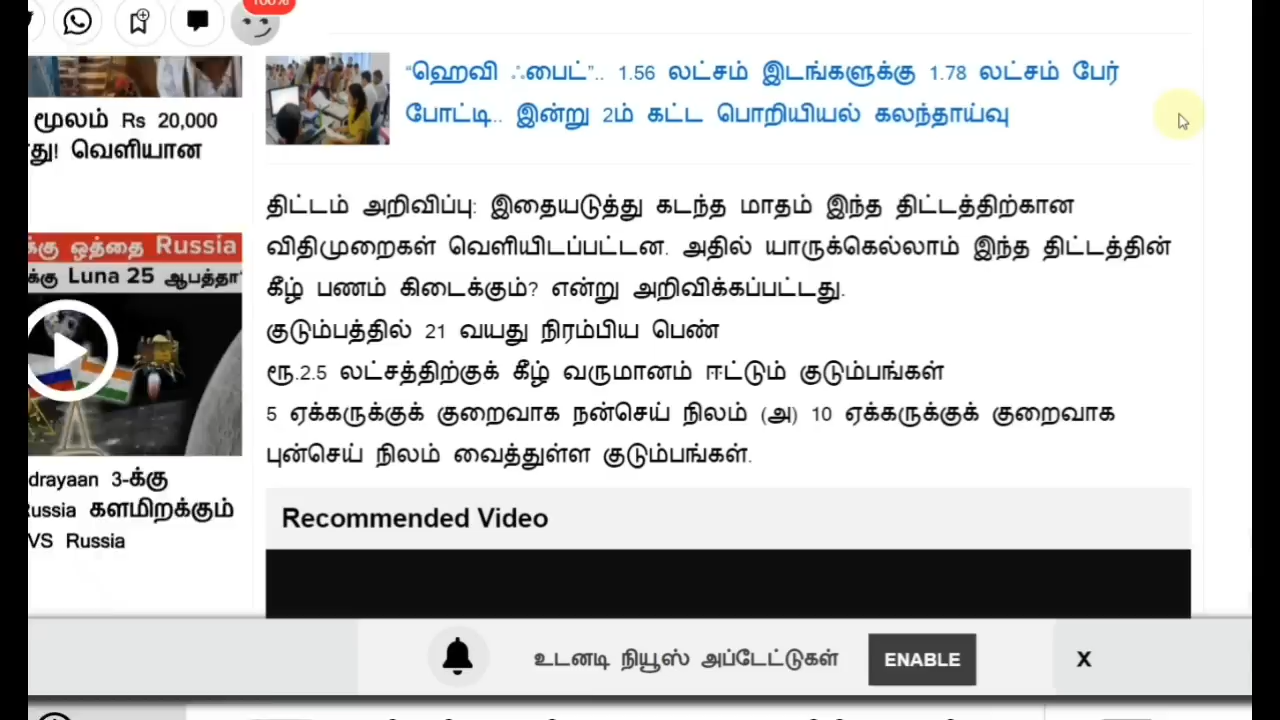 100%
மூலம் Rs 20,000
து! வெளியான
க்கு ஒத்தை Russia
க்கு Luna 25 ஆபத்தா
drayaan 3-க்கு
Russia களமிறக்கும்
VS Russia
"ஹெவி ஃபைட்".. 1.56 லட்சம் இடங்களுக்கு 1.78 லட்சம் பேர்
போட்டி.. இன்று 2ம் கட்ட பொறியியல் கலந்தாய்வு
திட்டம் அறிவிப்பு: இதையடுத்து கடந்த மாதம் இந்த திட்டத்திற்கான
விதிமுறைகள் வெளியிடப்பட்டன. அதில் யாருக்கெல்லாம் இந்த திட்டத்தின்
கீழ் பணம் கிடைக்கும்? என்று அறிவிக்கப்பட்டது.
குடும்பத்தில் 21 வயது நிரம்பிய பெண்
ரூ.2.5 லட்சத்திற்குக் கீழ் வருமானம் ஈட்டும் குடும்பங்கள்
5 ஏக்கருக்குக் குறைவாக நன்செய் நிலம் (அ) 10 ஏக்கருக்குக் குறைவாக
புன்செய் நிலம் வைத்துள்ள குடும்பங்கள்.
Recommended Video
உடனடி நியூஸ் அப்டேட்டுகள்
ENABLE
X